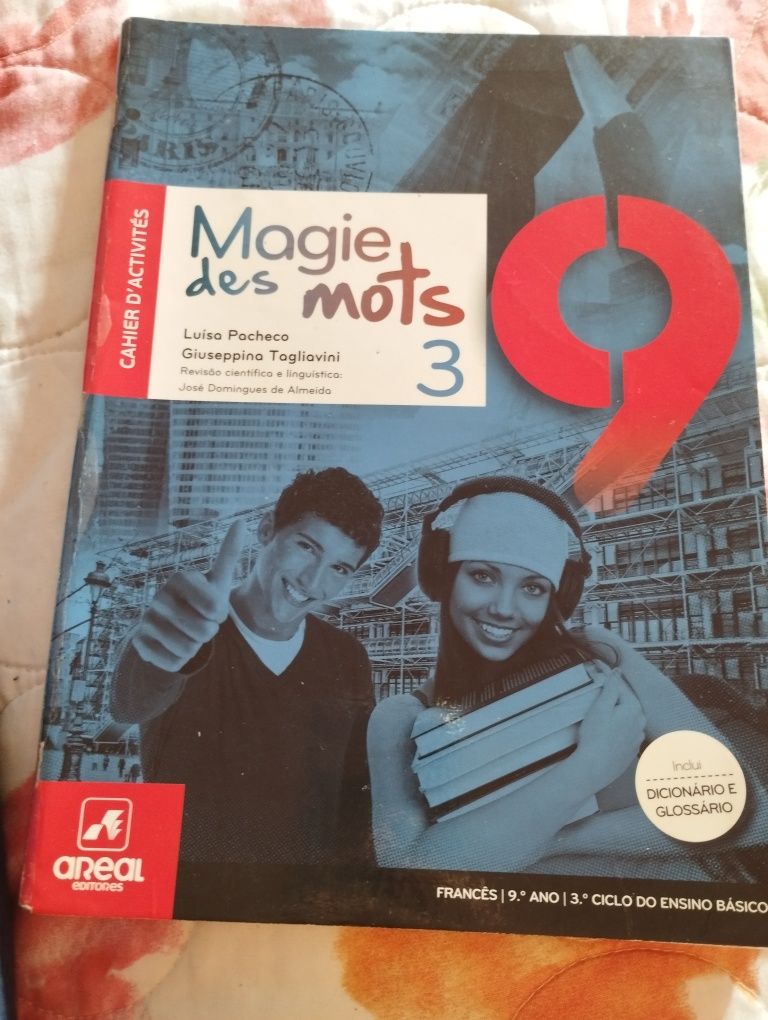 PARIS
CAHIER D'ACTIVITÉS
Magie
des mots
3
Luísa Pacheco
Giuseppina Tagliavini
Revisão científica e linguística:
José Domingues de Almeida
9
Inclui
DICIONÁRIO E
GLOSSÁRIO
AREAL
EDITORES
FRANCÊS | 9.º ANO | 3.º CICLO DO ENSINO BÁSICO